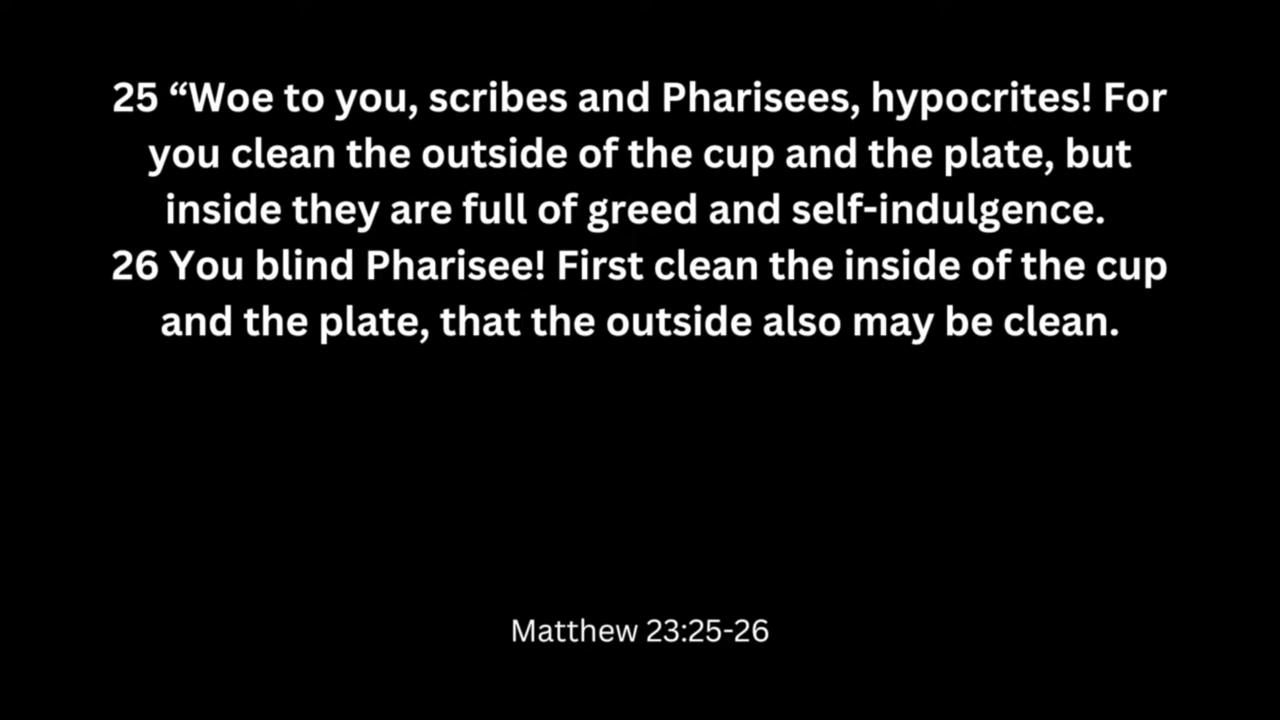 25 “Woe to you, scribes and Pharisees, hypocrites! For
you clean the outside of the cup and the plate, but
inside they are full of greed and self-indulgence.
26 You blind Pharisee! First clean the inside of the cup
and the plate, that the outside also may be clean.
Matthew 23:25-26